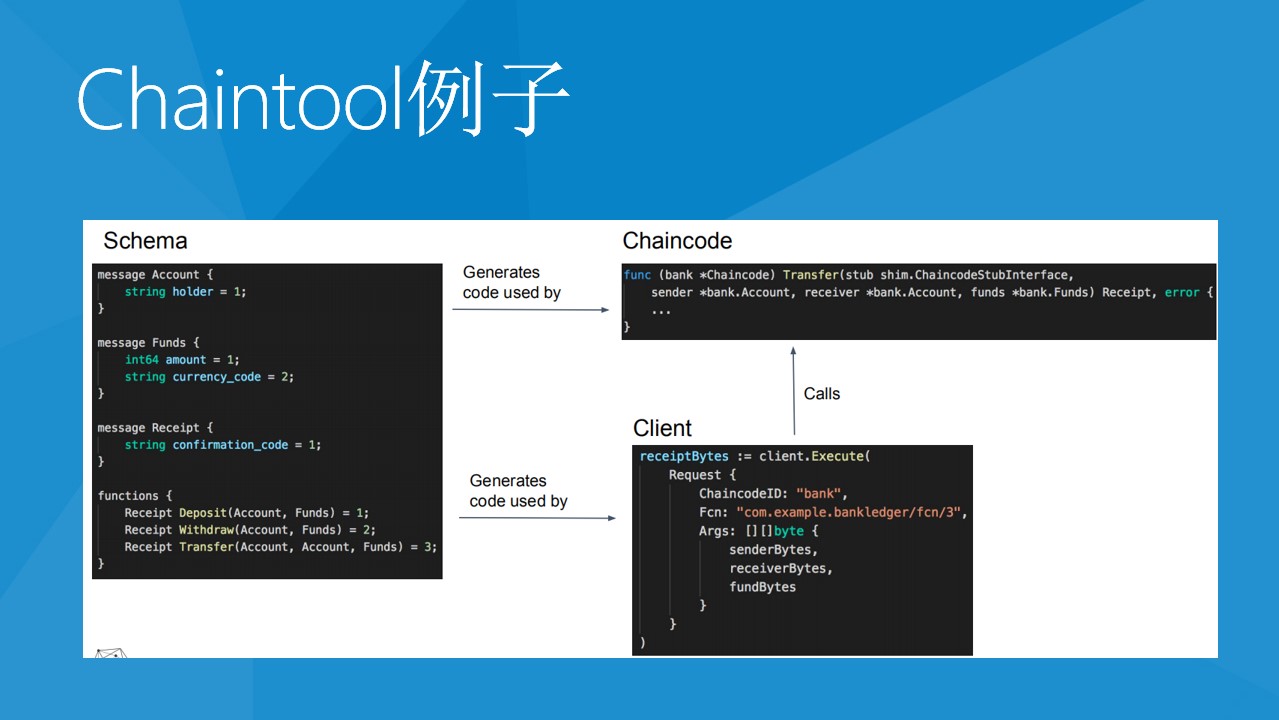 Chaintool例子
Schema
message Account {
string holder = 1;
}
message Funds {
int64 amount = 1;
string currency_code = 2;
}
message Receipt {
string confirmation_code = 1;
}
functions {
Receipt Deposit(Account, Funds) = 1;
Receipt Withdraw(Account, Funds) = 2;
Receipt Transfer(Account, Account, Funds) = 3;
}
Generates
code used by
Chaincode
func (bank *Chaincode) Transfer(stub shim.ChaincodeStubInterface,
sender *bank.Account, receiver *bank.Account, funds *bank.Funds) Receipt, error {
...
}
Calls
Generates
code used by
Client
receiptBytes := client.Execute(
Request {
ChaincodeID: "bank",
Fcn: "com.example.bankledger/fcn/3",
Args: [][]byte {
senderBytes,
receiverBytes,
fundBytes
}
}
)